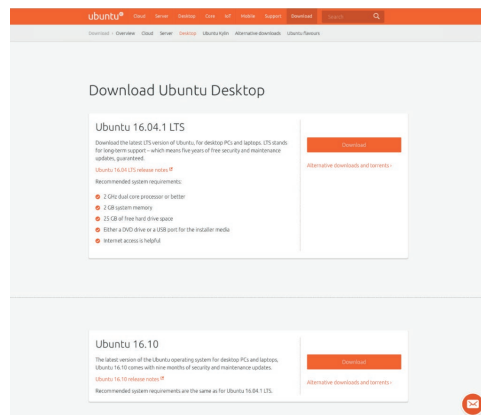 ubuntu Cloud Server Desktop Core IoT Mobile Support Download Search
Download Overview Cloud Server Desktop Ubuntu Kylin Alternative downloads Ubuntu flavours
Download Ubuntu Desktop
Ubuntu 16.04.1 LTS
Download the latest LTS version of Ubuntu, for desktop PCs and laptops. LTS stands
for long-term support – which means five years of free security and maintenance
updates, guaranteed.
Download
Alternative downloads and torrents ›
Ubuntu 16.04 LTS release notes
Recommended system requirements:
2 GHz dual core processor or better
2 GB system memory
25 GB of free hard drive space
Either a DVD drive or a USB port for the installer media
Internet access is helpful
Ubuntu 16.10
The latest version of the Ubuntu operating system for desktop PCs and laptops,
Ubuntu 16.10 comes with nine months of security and maintenance updates.
Download
Ubuntu 16.10 release notes
Alternative downloads and torrents ›
Recommended system requirements are the same as for Ubuntu 16.04.1 LTS.